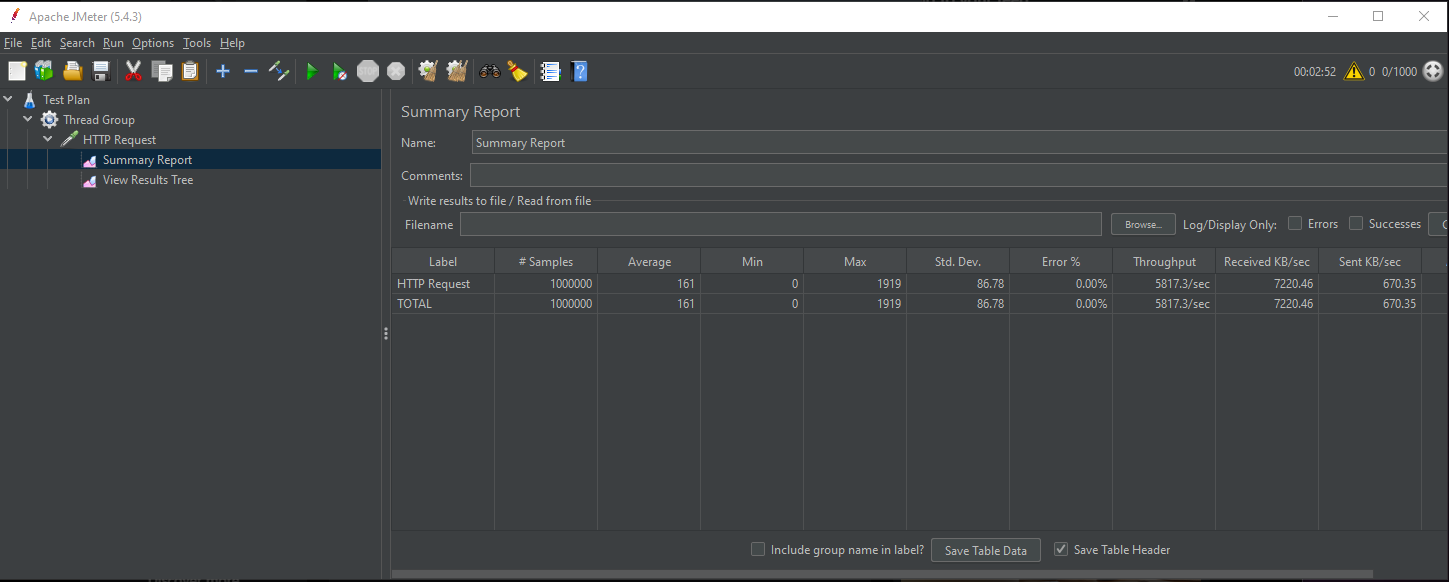 Apache JMeter (5.4.3)
File Edit Search Run Options Tools Help
00:02:52 0 0/1000
Test Plan
Thread Group
HTTP Request
Summary Report
View Results Tree
Summary Report
Name: Summary Report
Comments:
Write results to file / Read from file
Filename Browse... Log/Display Only: Errors Successes
Label # Samples Average Min Max Std. Dev. Error % Throughput Received KB/sec Sent KB/sec
HTTP Request 1000000 161 0 1919 86.78 0.00% 5817.3/sec 7220.46 670.35
TOTAL 1000000 161 0 1919 86.78 0.00% 5817.3/sec 7220.46 670.35
Include group name in label? Save Table Data Save Table Header